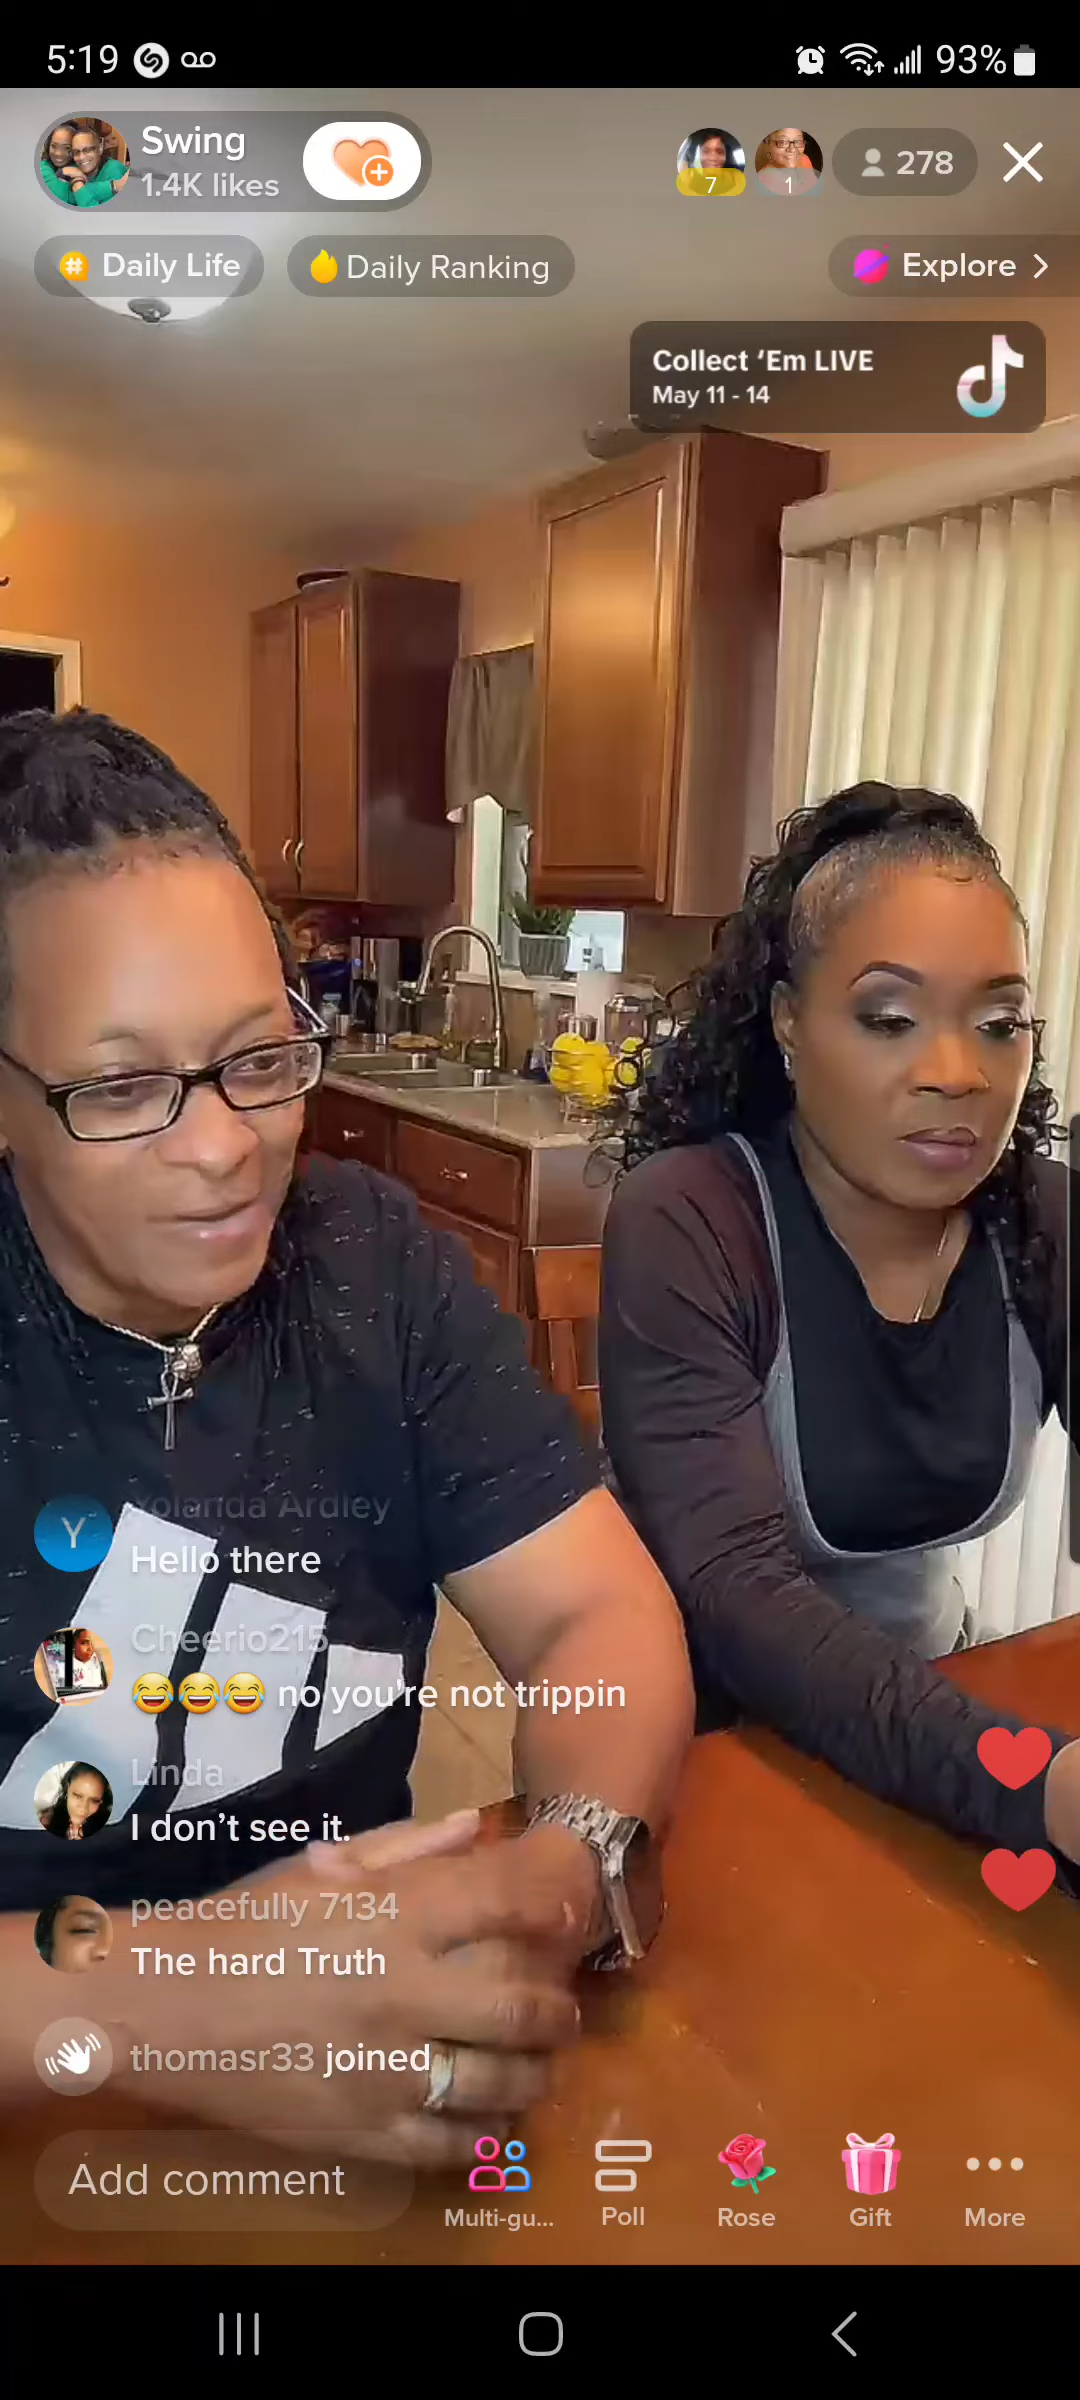 5:19
93%
Swing
1.4K likes
7
1
278
Daily Life
Daily Ranking
Explore
Collect ‘Em LIVE
May 11 - 14
Y
Yolanda Ardley
Hello there
Cheerio215
😂😂😂 no you're not trippin
Linda
I don’t see it.
peacefully 7134
The hard Truth
thomasr33 joined
Add comment
Multi-gu...
Poll
Rose
Gift
More